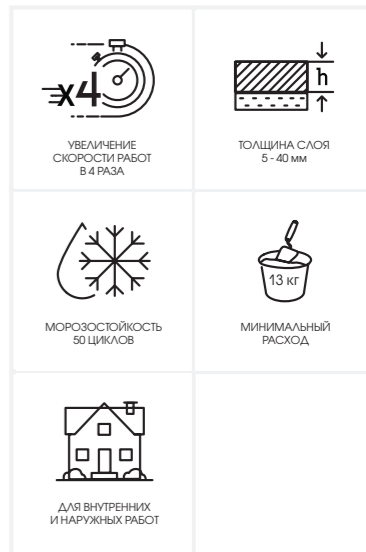 x4
УВЕЛИЧЕНИЕ
СКОРОСТИ РАБОТ
В 4 РАЗА
h
ТОЛЩИНА СЛОЯ
5 - 40 мм
МОРОЗОСТОЙКОСТЬ
50 ЦИКЛОВ
13 кг
МИНИМАЛЬНЫЙ
РАСХОД
ДЛЯ ВНУТРЕННИХ
И НАРУЖНЫХ РАБОТ